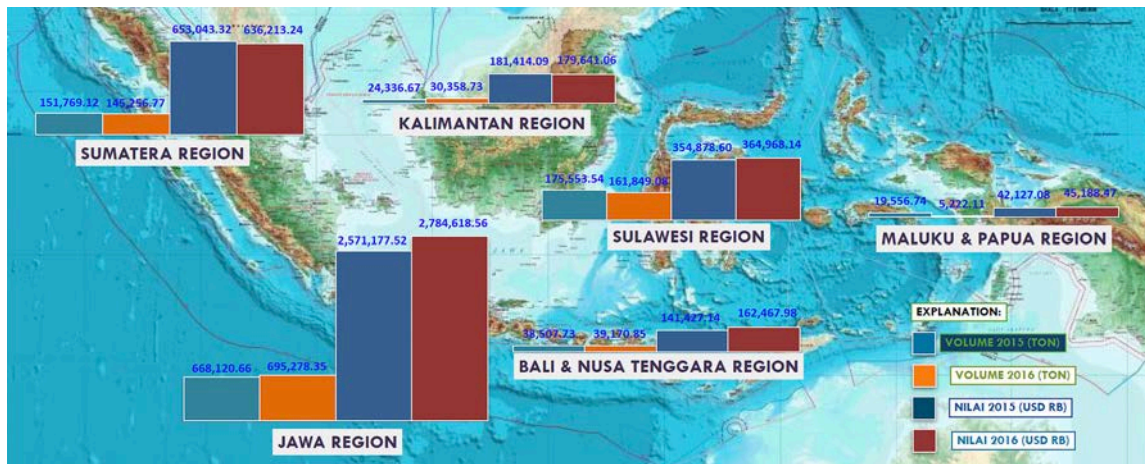 653,043.32
636,213.24
151,769.12
145,256.77
SUMATERA REGION
181,414.09
179,641.06
24,336.67
30,358.73
KALIMANTAN REGION
354,878.60
364,968.14
175,553.54
161,849.08
SULAWESI REGION
42,127.08
45,188.47
19,556.74
5,222.11
MALUKU & PAPUA REGION
2,571,177.52
2,784,618.56
668,120.66
695,278.35
JAWA REGION
141,427.14
162,467.98
38,507.73
39,170.85
BALI & NUSA TENGGARA REGION
EXPLANATION:
VOLUME 2015 (TON)
VOLUME 2016 (TON)
NILAI 2015 (USD RB)
NILAI 2016 (USD RB)